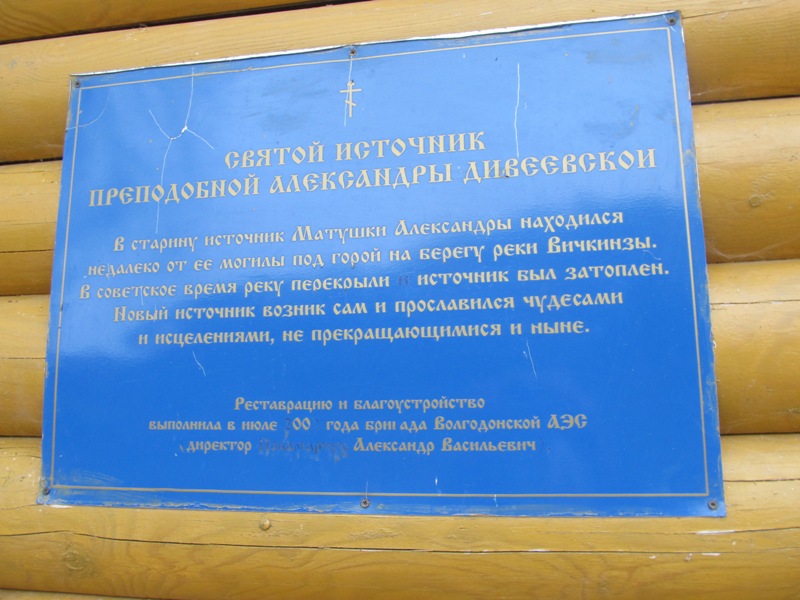 СВЯТОЙ ИСТОЧНИК
ПРЕПОДОБНОЙ АЛЕКСАНДРЫ ДИВЕЕВСКОЙ
В старину источник Матушки Александры находился
недалеко от ее могилы под горой на берегу реки Вичкинзы.
В советское время реку перекрыли и источник был затоплен.
Новый источник возник сам и прославился чудесами
и исцелениями, не прекращающимися и ныне.
Реставрацию и благоустройство
выполнила в июле года бригада Волгодонской АЭС
директор Александр Васильевич